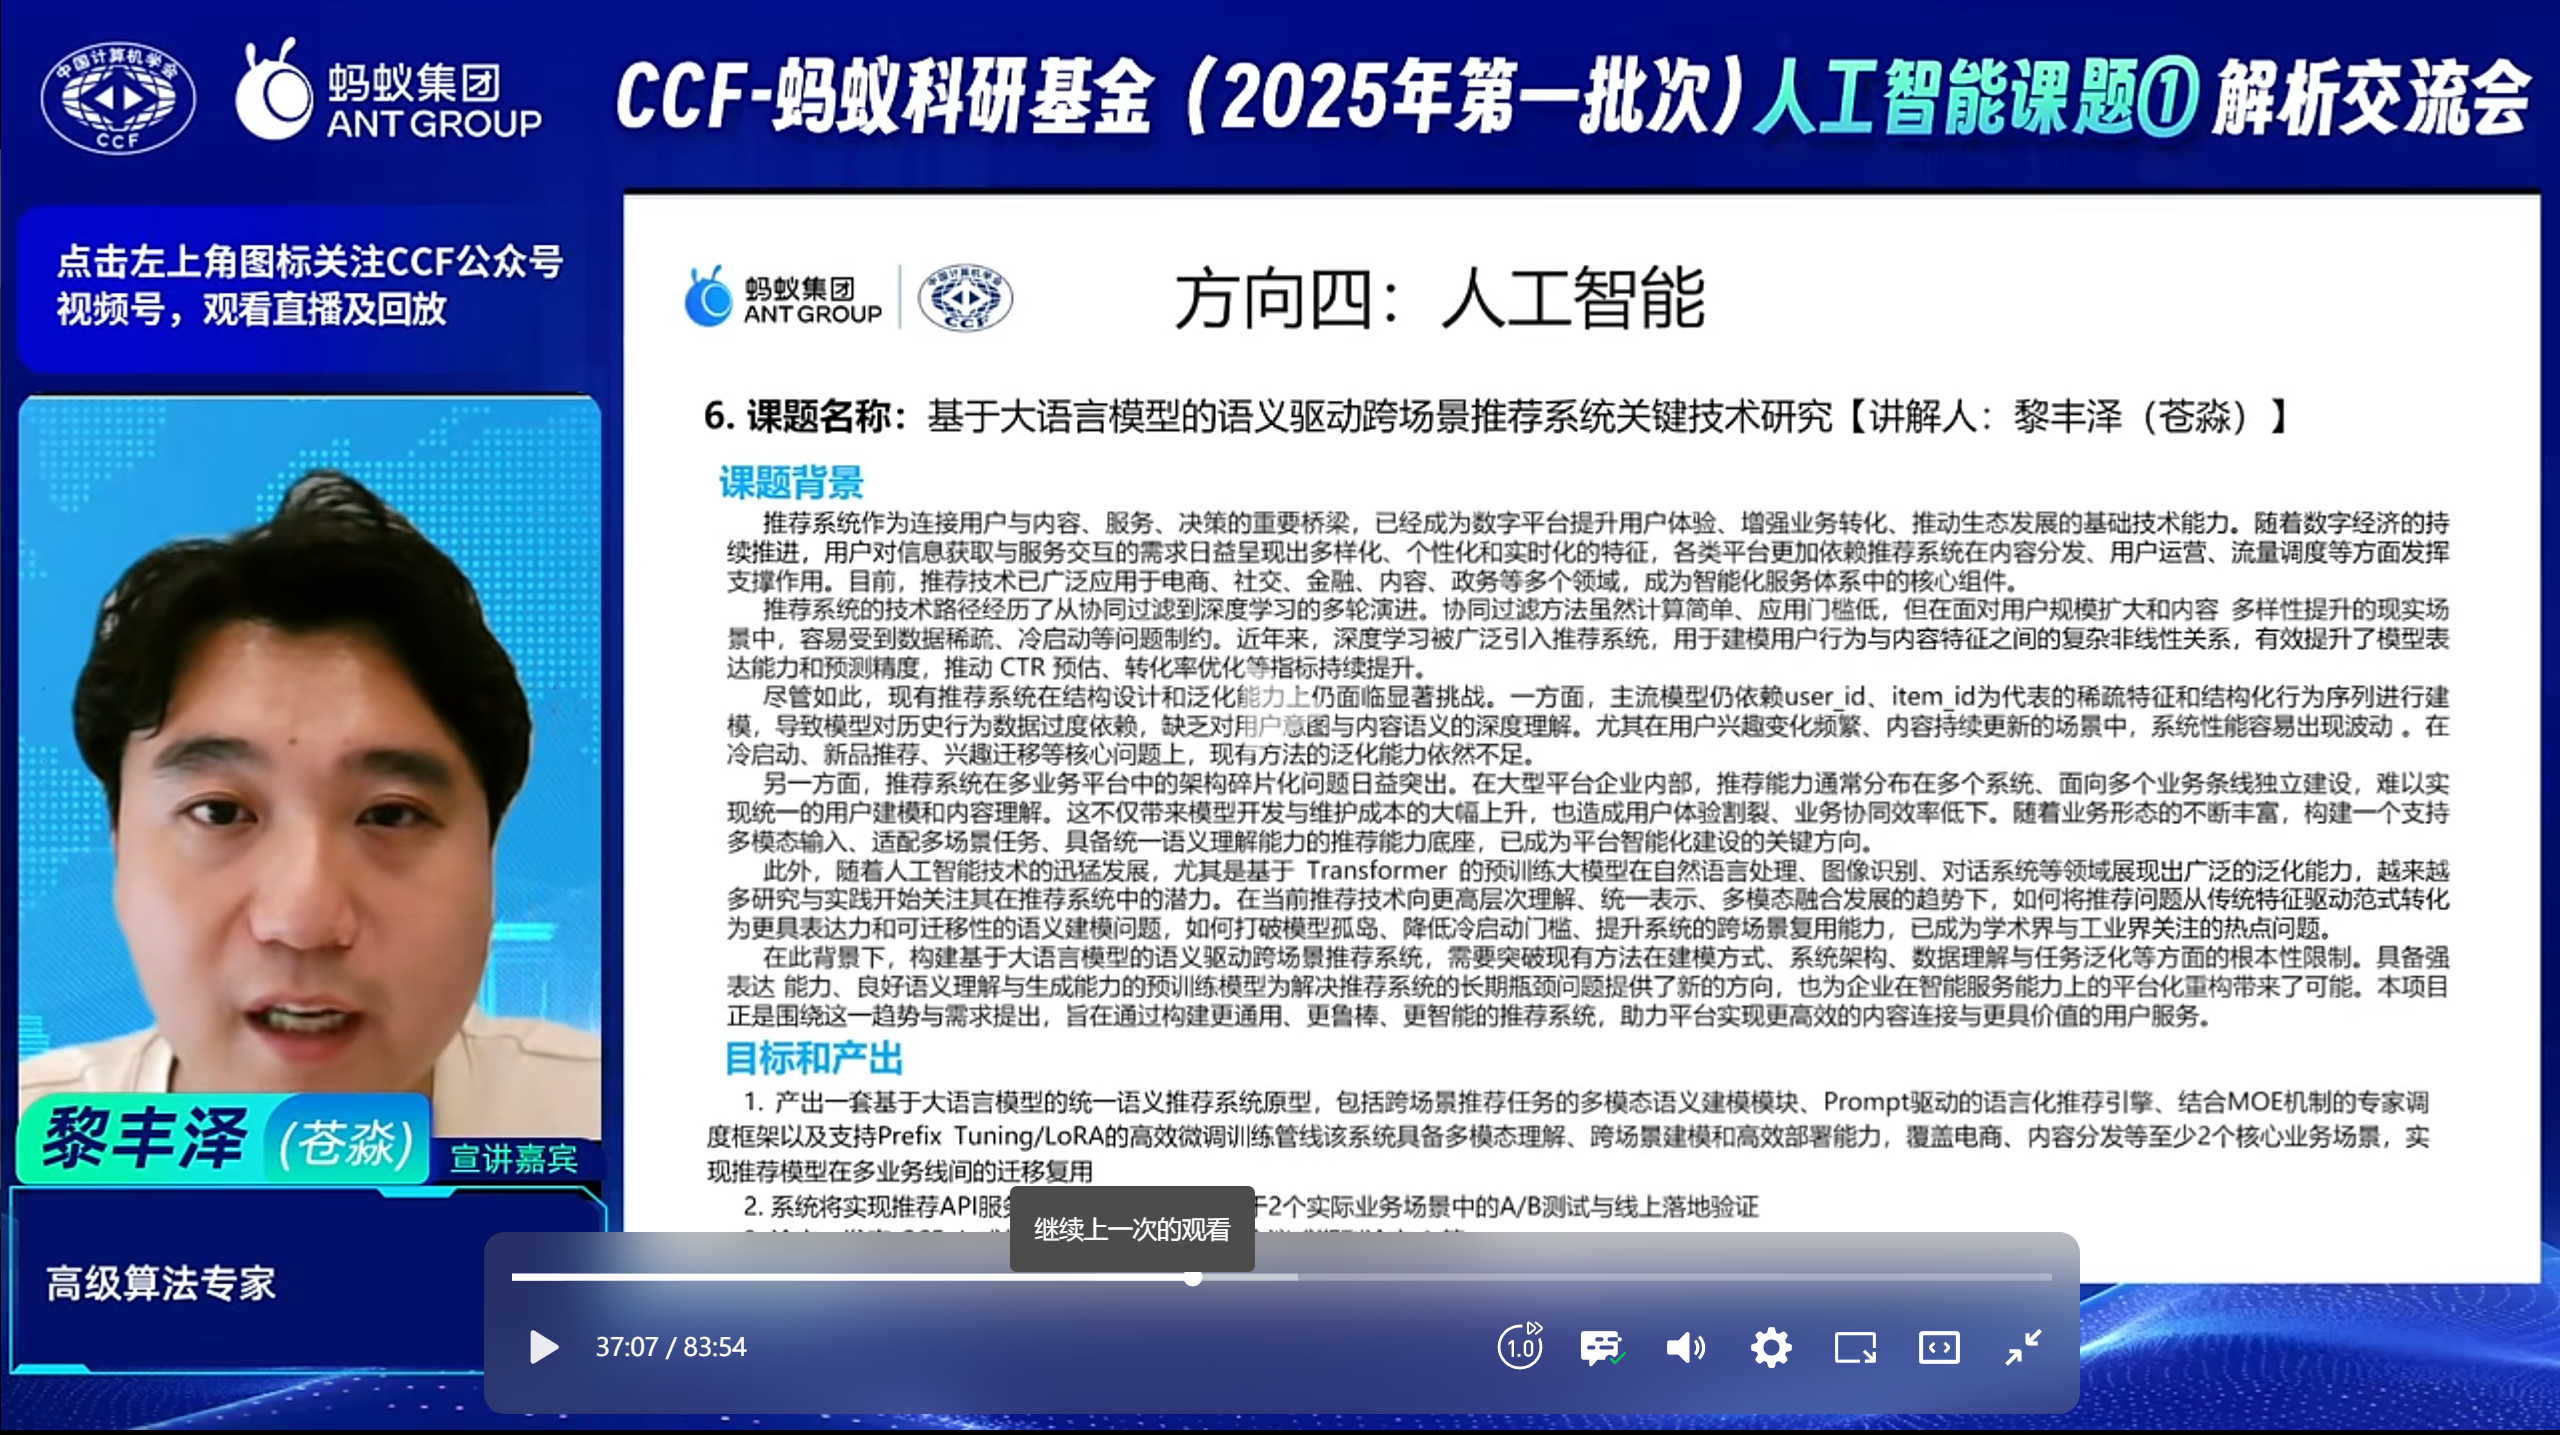 中国计算机学会
CCF
蚂蚁集团
ANT GROUP
CCF-蚂蚁科研基金（2025年第一批次）人工智能课题① 解析交流会
点击左上角图标关注CCF公众号
视频号，观看直播及回放
蚂蚁集团
ANT GROUP
中国计算机学会
CCF
方向四：人工智能
6. 课题名称：基于大语言模型的语义驱动跨场景推荐系统关键技术研究【讲解人：黎丰泽（苍淼）】
课题背景
推荐系统作为连接用户与内容、服务、决策的重要桥梁，已经成为数字平台提升用户体验、增强业务转化、推动生态发展的基础技术能力。随着数字经济的持
续推进，用户对信息获取与服务交互的需求日益呈现出多样化、个性化和实时化的特征，各类平台更加依赖推荐系统在内容分发、用户运营、流量调度等方面发挥
支撑作用。目前，推荐技术已广泛应用于电商、社交、金融、内容、政务等多个领域，成为智能化服务体系中的核心组件。
推荐系统的技术路径经历了从协同过滤到深度学习的多轮演进。协同过滤方法虽然计算简单、应用门槛低，但在面对用户规模扩大和内容 多样性提升的现实场
景中，容易受到数据稀疏、冷启动等问题制约。近年来，深度学习被广泛引入推荐系统，用于建模用户行为与内容特征之间的复杂非线性关系，有效提升了模型表
达能力和预测精度，推动 CTR 预估、转化率优化等指标持续提升。
尽管如此，现有推荐系统在结构设计和泛化能力上仍面临显著挑战。一方面，主流模型仍依赖user_id、item_id为代表的稀疏特征和结构化行为序列进行建
模，导致模型对历史行为数据过度依赖，缺乏对用户意图与内容语义的深度理解。尤其在用户兴趣变化频繁、内容持续更新的场景中，系统性能容易出现波动 。在
冷启动、新品推荐、兴趣迁移等核心问题上，现有方法的泛化能力依然不足。
另一方面，推荐系统在多业务平台中的架构碎片化问题日益突出。在大型平台企业内部，推荐能力通常分布在多个系统、面向多个业务条线独立建设，难以实
现统一的用户建模和内容理解。这不仅带来模型开发与维护成本的大幅上升，也造成用户体验割裂、业务协同效率低下。随着业务形态的不断丰富，构建一个支持
多模态输入、适配多场景任务、具备统一语义理解能力的推荐能力底座，已成为平台智能化建设的关键方向。
此外，随着人工智能技术的迅猛发展，尤其是基于 Transformer 的预训练大模型在自然语言处理、图像识别、对话系统等领域展现出广泛的泛化能力，越来越
多研究与实践开始关注其在推荐系统中的潜力。在当前推荐技术向更高层次理解、统一表示、多模态融合发展的趋势下，如何将推荐问题从传统特征驱动范式转化
为更具表达力和可迁移性的语义建模问题，如何打破模型孤岛、降低冷启动门槛、提升系统的跨场景复用能力，已成为学术界与工业界关注的热点问题。
在此背景下，构建基于大语言模型的语义驱动跨场景推荐系统，需要突破现有方法在建模方式、系统架构、数据理解与任务泛化等方面的根本性限制。具备强
表达 能力、良好语义理解与生成能力的预训练模型为解决推荐系统的长期瓶颈问题提供了新的方向，也为企业在智能服务能力上的平台化重构带来了可能。本项目
正是围绕这一趋势与需求提出，旨在通过构建更通用、更鲁棒、更智能的推荐系统，助力平台实现更高效的内容连接与更具价值的用户服务。
目标和产出
1. 产出一套基于大语言模型的统一语义推荐系统原型，包括跨场景推荐任务的多模态语义建模模块、Prompt驱动的语言化推荐引擎、结合MOE机制的专家调
度框架以及支持Prefix Tuning/LoRA的高效微调训练管线该系统具备多模态理解、跨场景建模和高效部署能力，覆盖电商、内容分发等至少2个核心业务场景，实
现推荐模型在多业务线间的迁移复用
2. 系统将实现推荐API服 2个实际业务场景中的A/B测试与线上落地验证
黎丰泽 (苍淼) 宣讲嘉宾
高级算法专家
继续上一次的观看
37:07 / 83:54
1.0